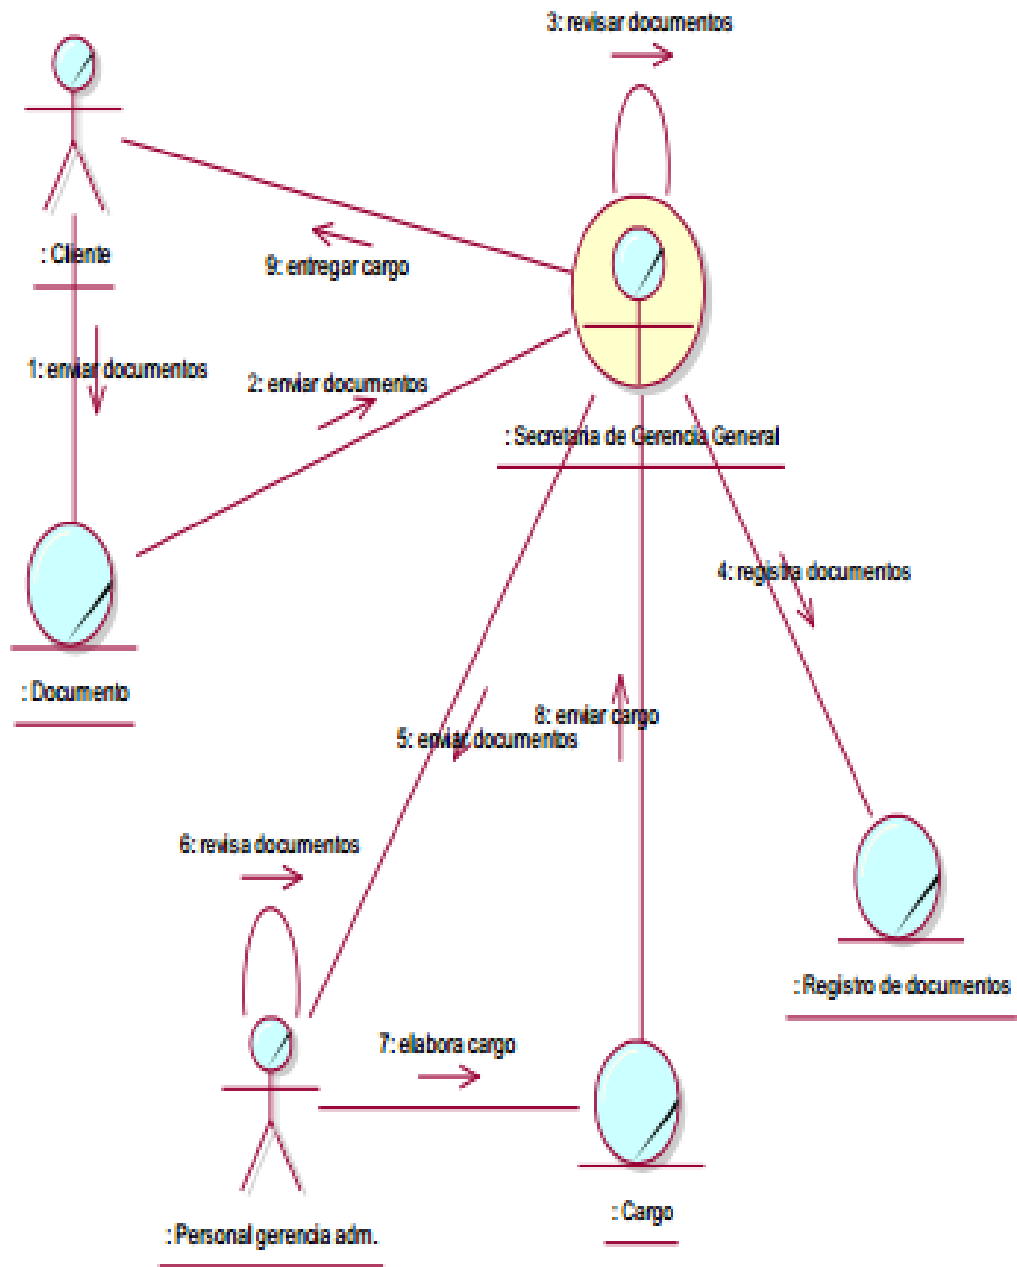 3: revisar documentos
: Cliente
9: entregar cargo
1: enviar documentos
2: enviar documentos
: Secretaria de Gerencia General
4: registra documentos
: Documento
8: enviar cargo
5: enviar documentos
6: revisa documentos
: Registro de documentos
7: elabora cargo
: Cargo
: Personal gerencia adm.